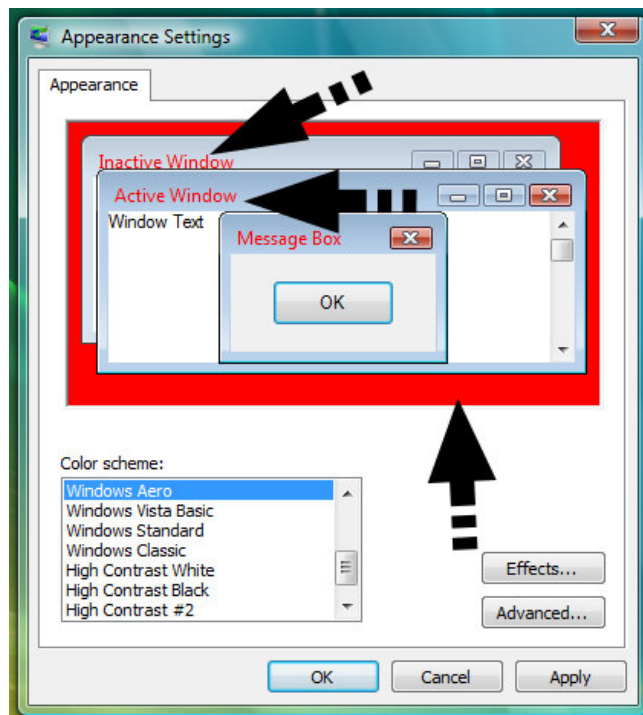 Appearance Settings
Appearance
Inactive Window
Active Window
Window Text
Message Box
OK
Color scheme:
Windows Aero
Windows Vista Basic
Windows Standard
Windows Classic
High Contrast White
High Contrast Black
High Contrast #2
Effects...
Advanced...
OK Cancel Apply